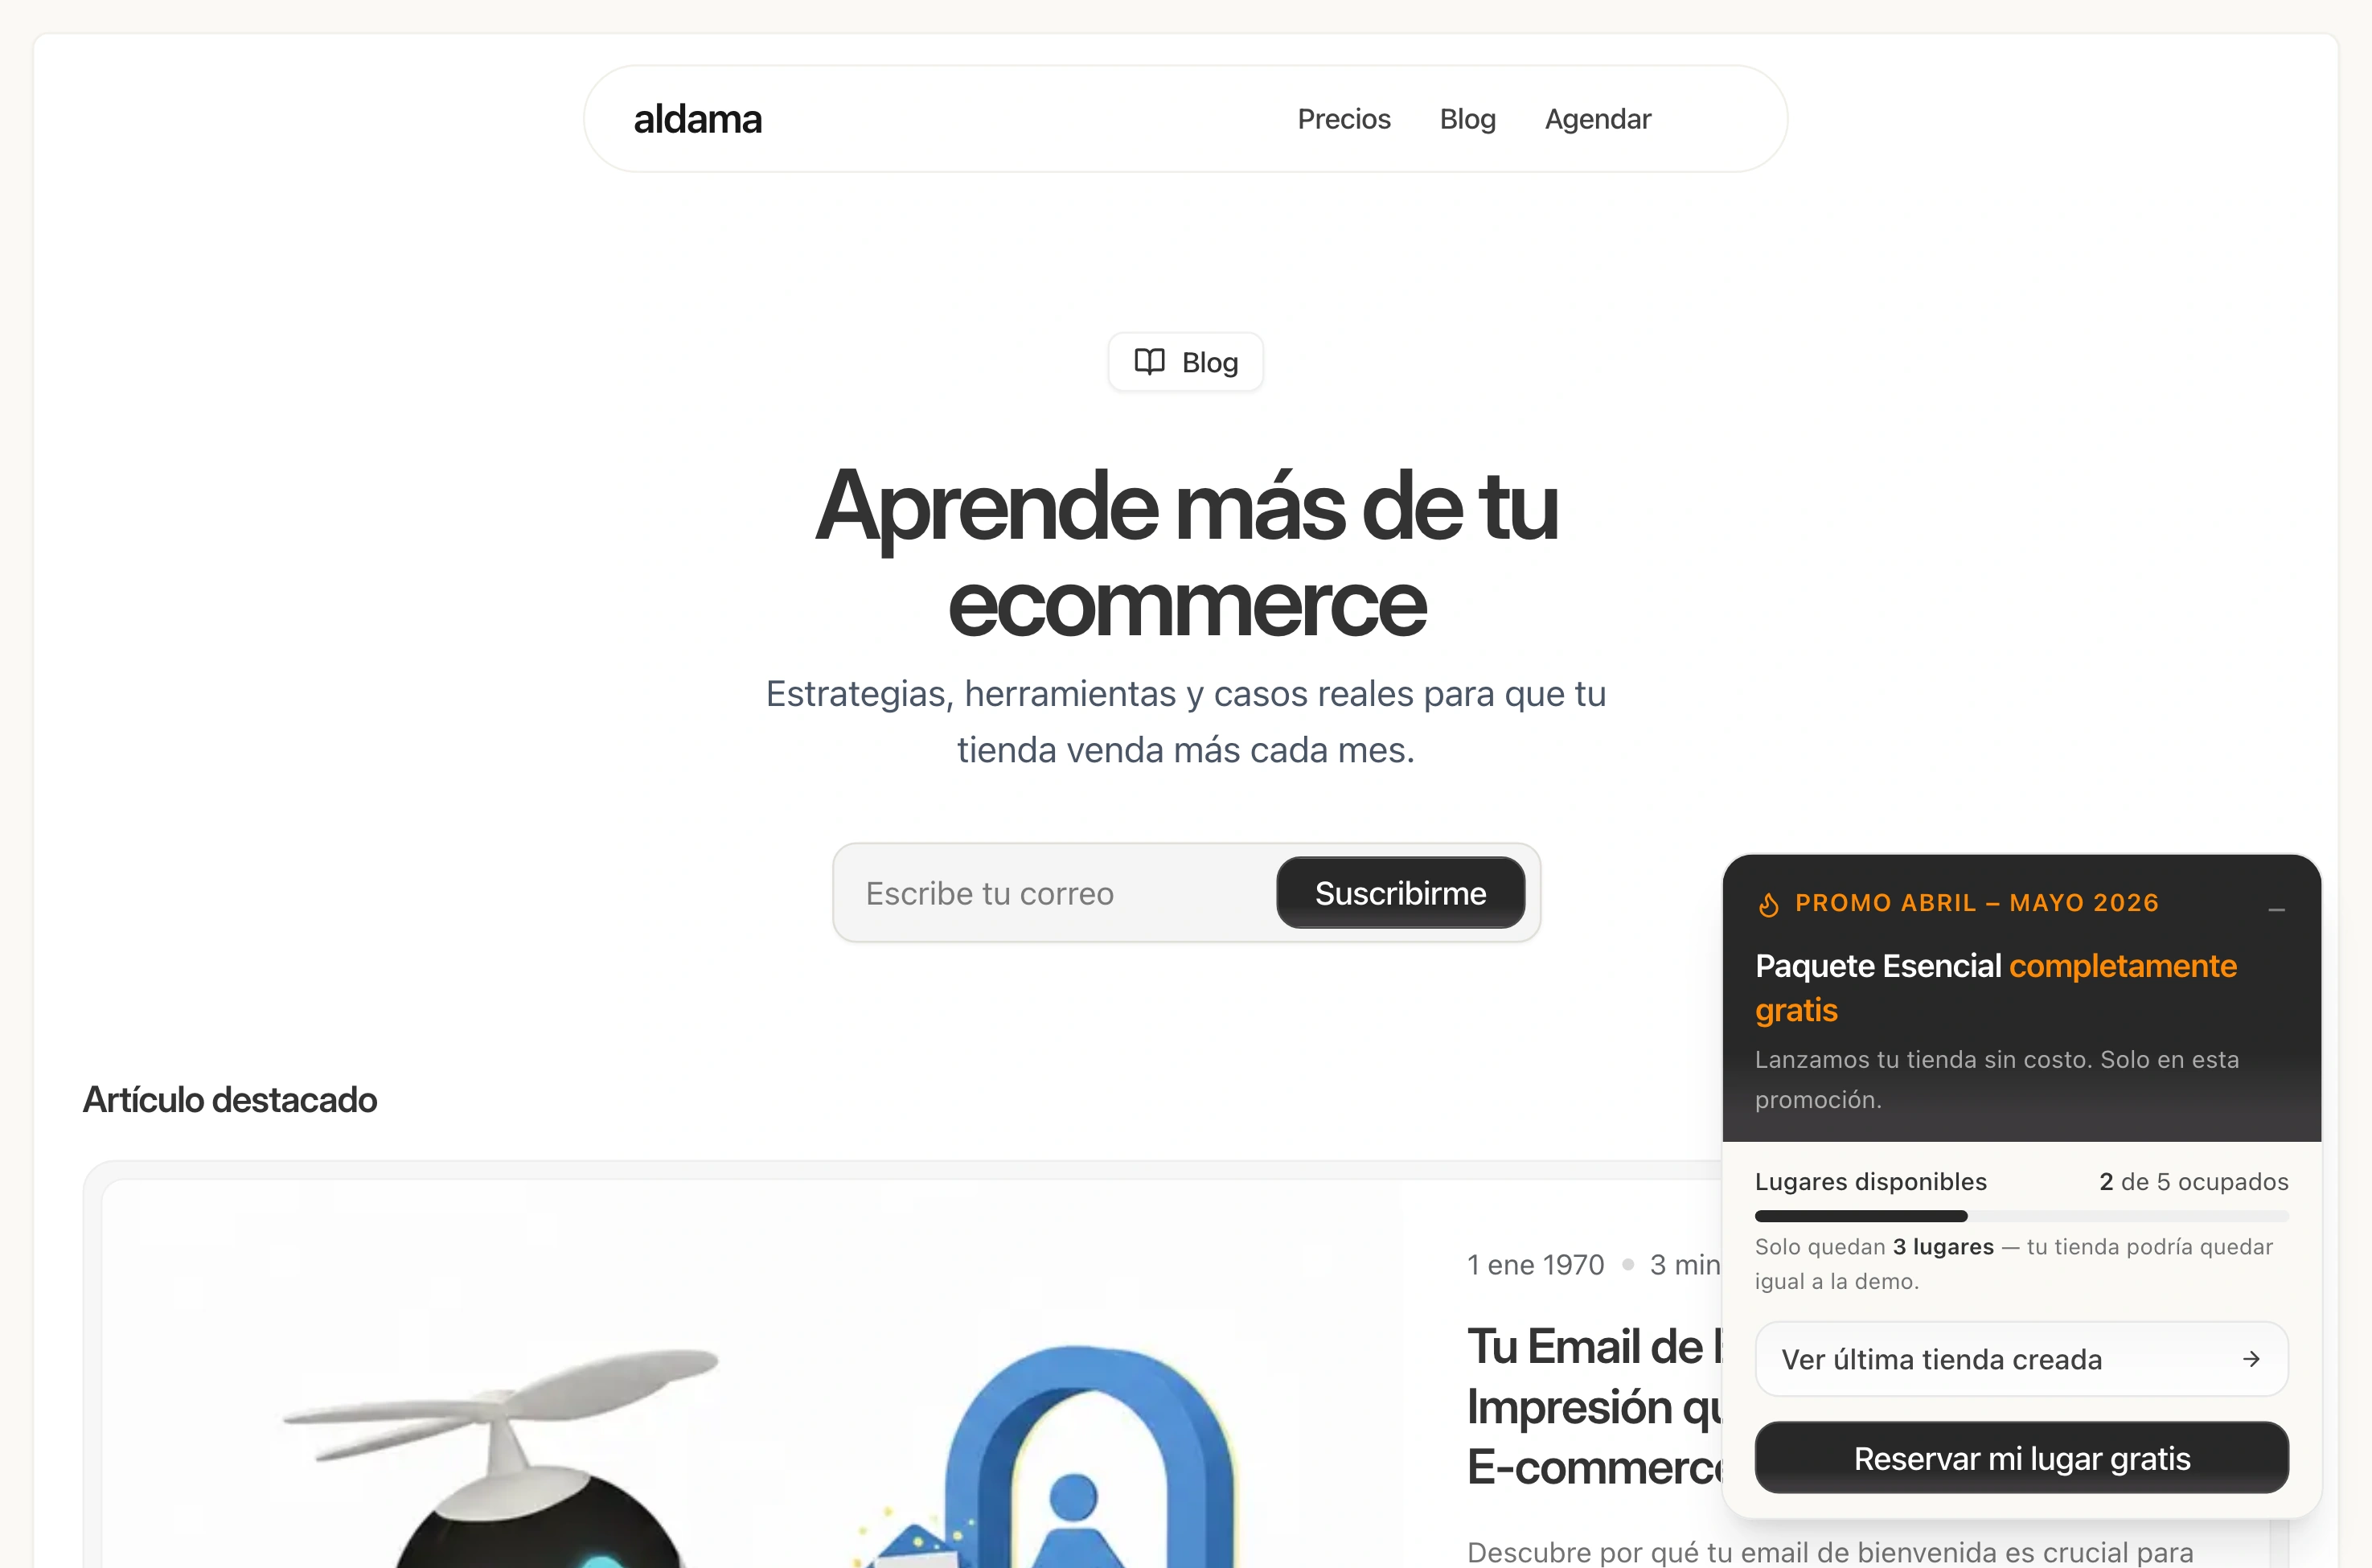 aldama
Precios
Blog
Agendar
Blog
Aprende más de tu
ecommerce
Estrategias, herramientas y casos reales para que tu
tienda venda más cada mes.
Escribe tu correo
Suscribirme
Artículo destacado
1 ene 1970 • 3 min
Tu Email de
Impresión
E-commerce
Descubre por qué tu email de bienvenida es crucial para
PROMO ABRIL – MAYO 2026
Paquete Esencial completamente
gratis
Lanzamos tu tienda sin costo. Solo en esta
promoción.
Lugares disponibles
2 de 5 ocupados
Solo quedan 3 lugares — tu tienda podría quedar
igual a la demo.
Ver última tienda creada →
Reservar mi lugar gratis